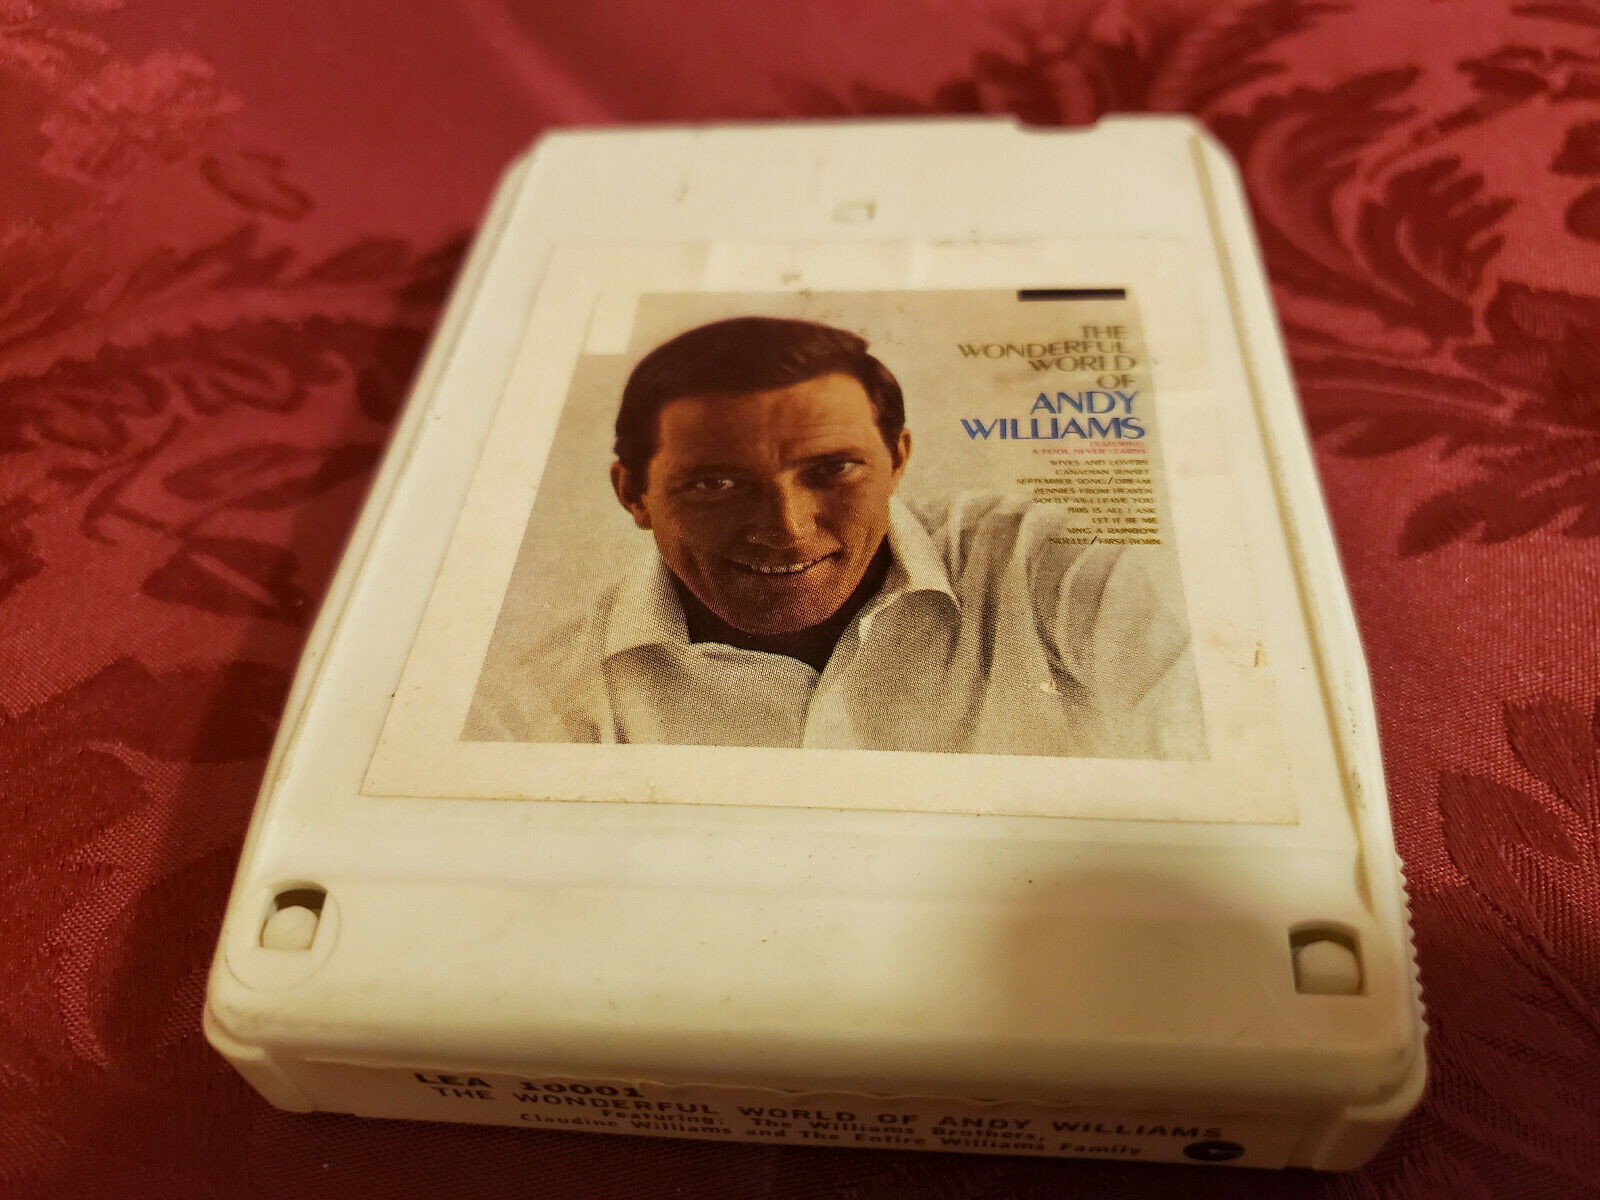 THE
WONDERFUL
WORLD
OF
ANDY
WILLIAMS
FEATURING
A FOOL NEVER LEARNS
WIVES AND LOVERS
CANADIAN SUNSET
SEPTEMBER SONG/DREAM
PENNIES FROM HEAVEN
SOFTLY AS I LEAVE YOU
THIS IS ALL I ASK
LET IT BE ME
SING A RAINBOW
NOELLE/FIRST BORN
LEA 10001
THE WONDERFUL WORLD OF ANDY WILLIAMS
Featuring: The Williams Brothers,
Claudine Williams and The Entire Williams Family